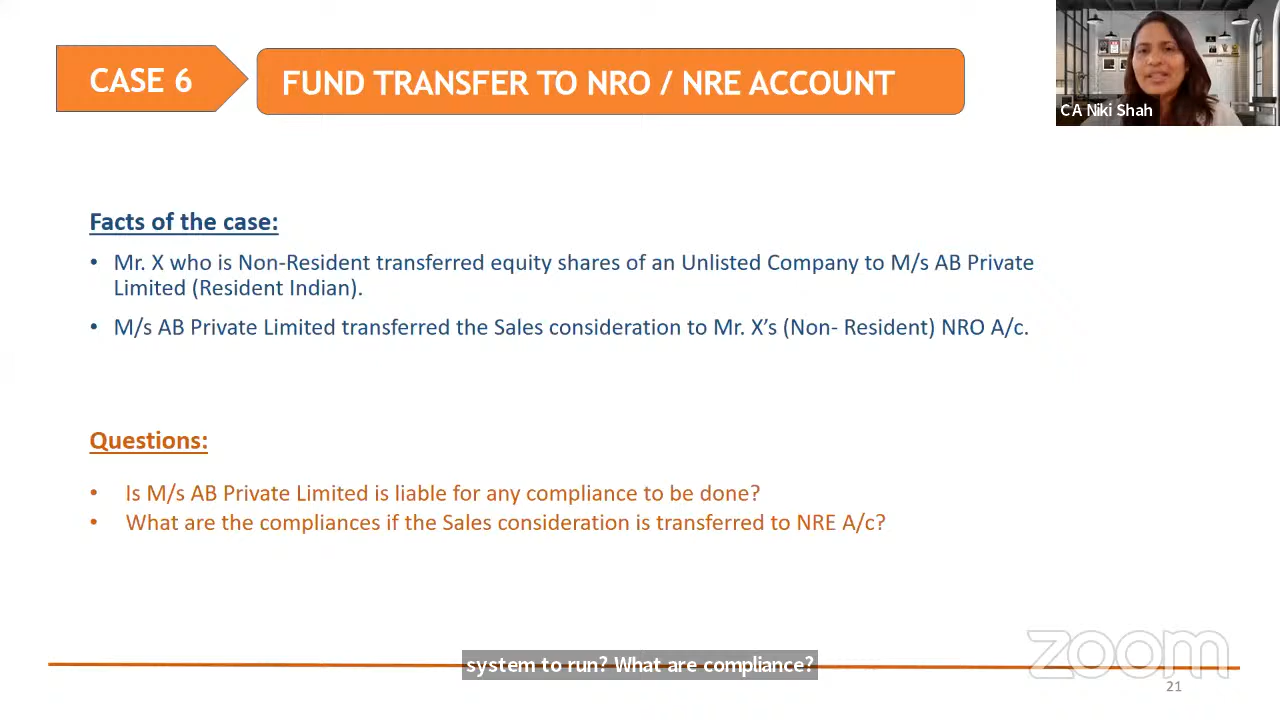 CASE 6
FUND TRANSFER TO NRO / NRE ACCOUNT
CA Niki Shah
Facts of the case:
• Mr. X who is Non-Resident transferred equity shares of an Unlisted Company to M/s AB Private
Limited (Resident Indian).
• M/s AB Private Limited transferred the Sales consideration to Mr. X's (Non- Resident) NRO A/c.
Questions:
• Is M/s AB Private Limited is liable for any compliance to be done?
• What are the compliances if the Sales consideration is transferred to NRE A/c?
zoom
system to run? What are compliance?
21